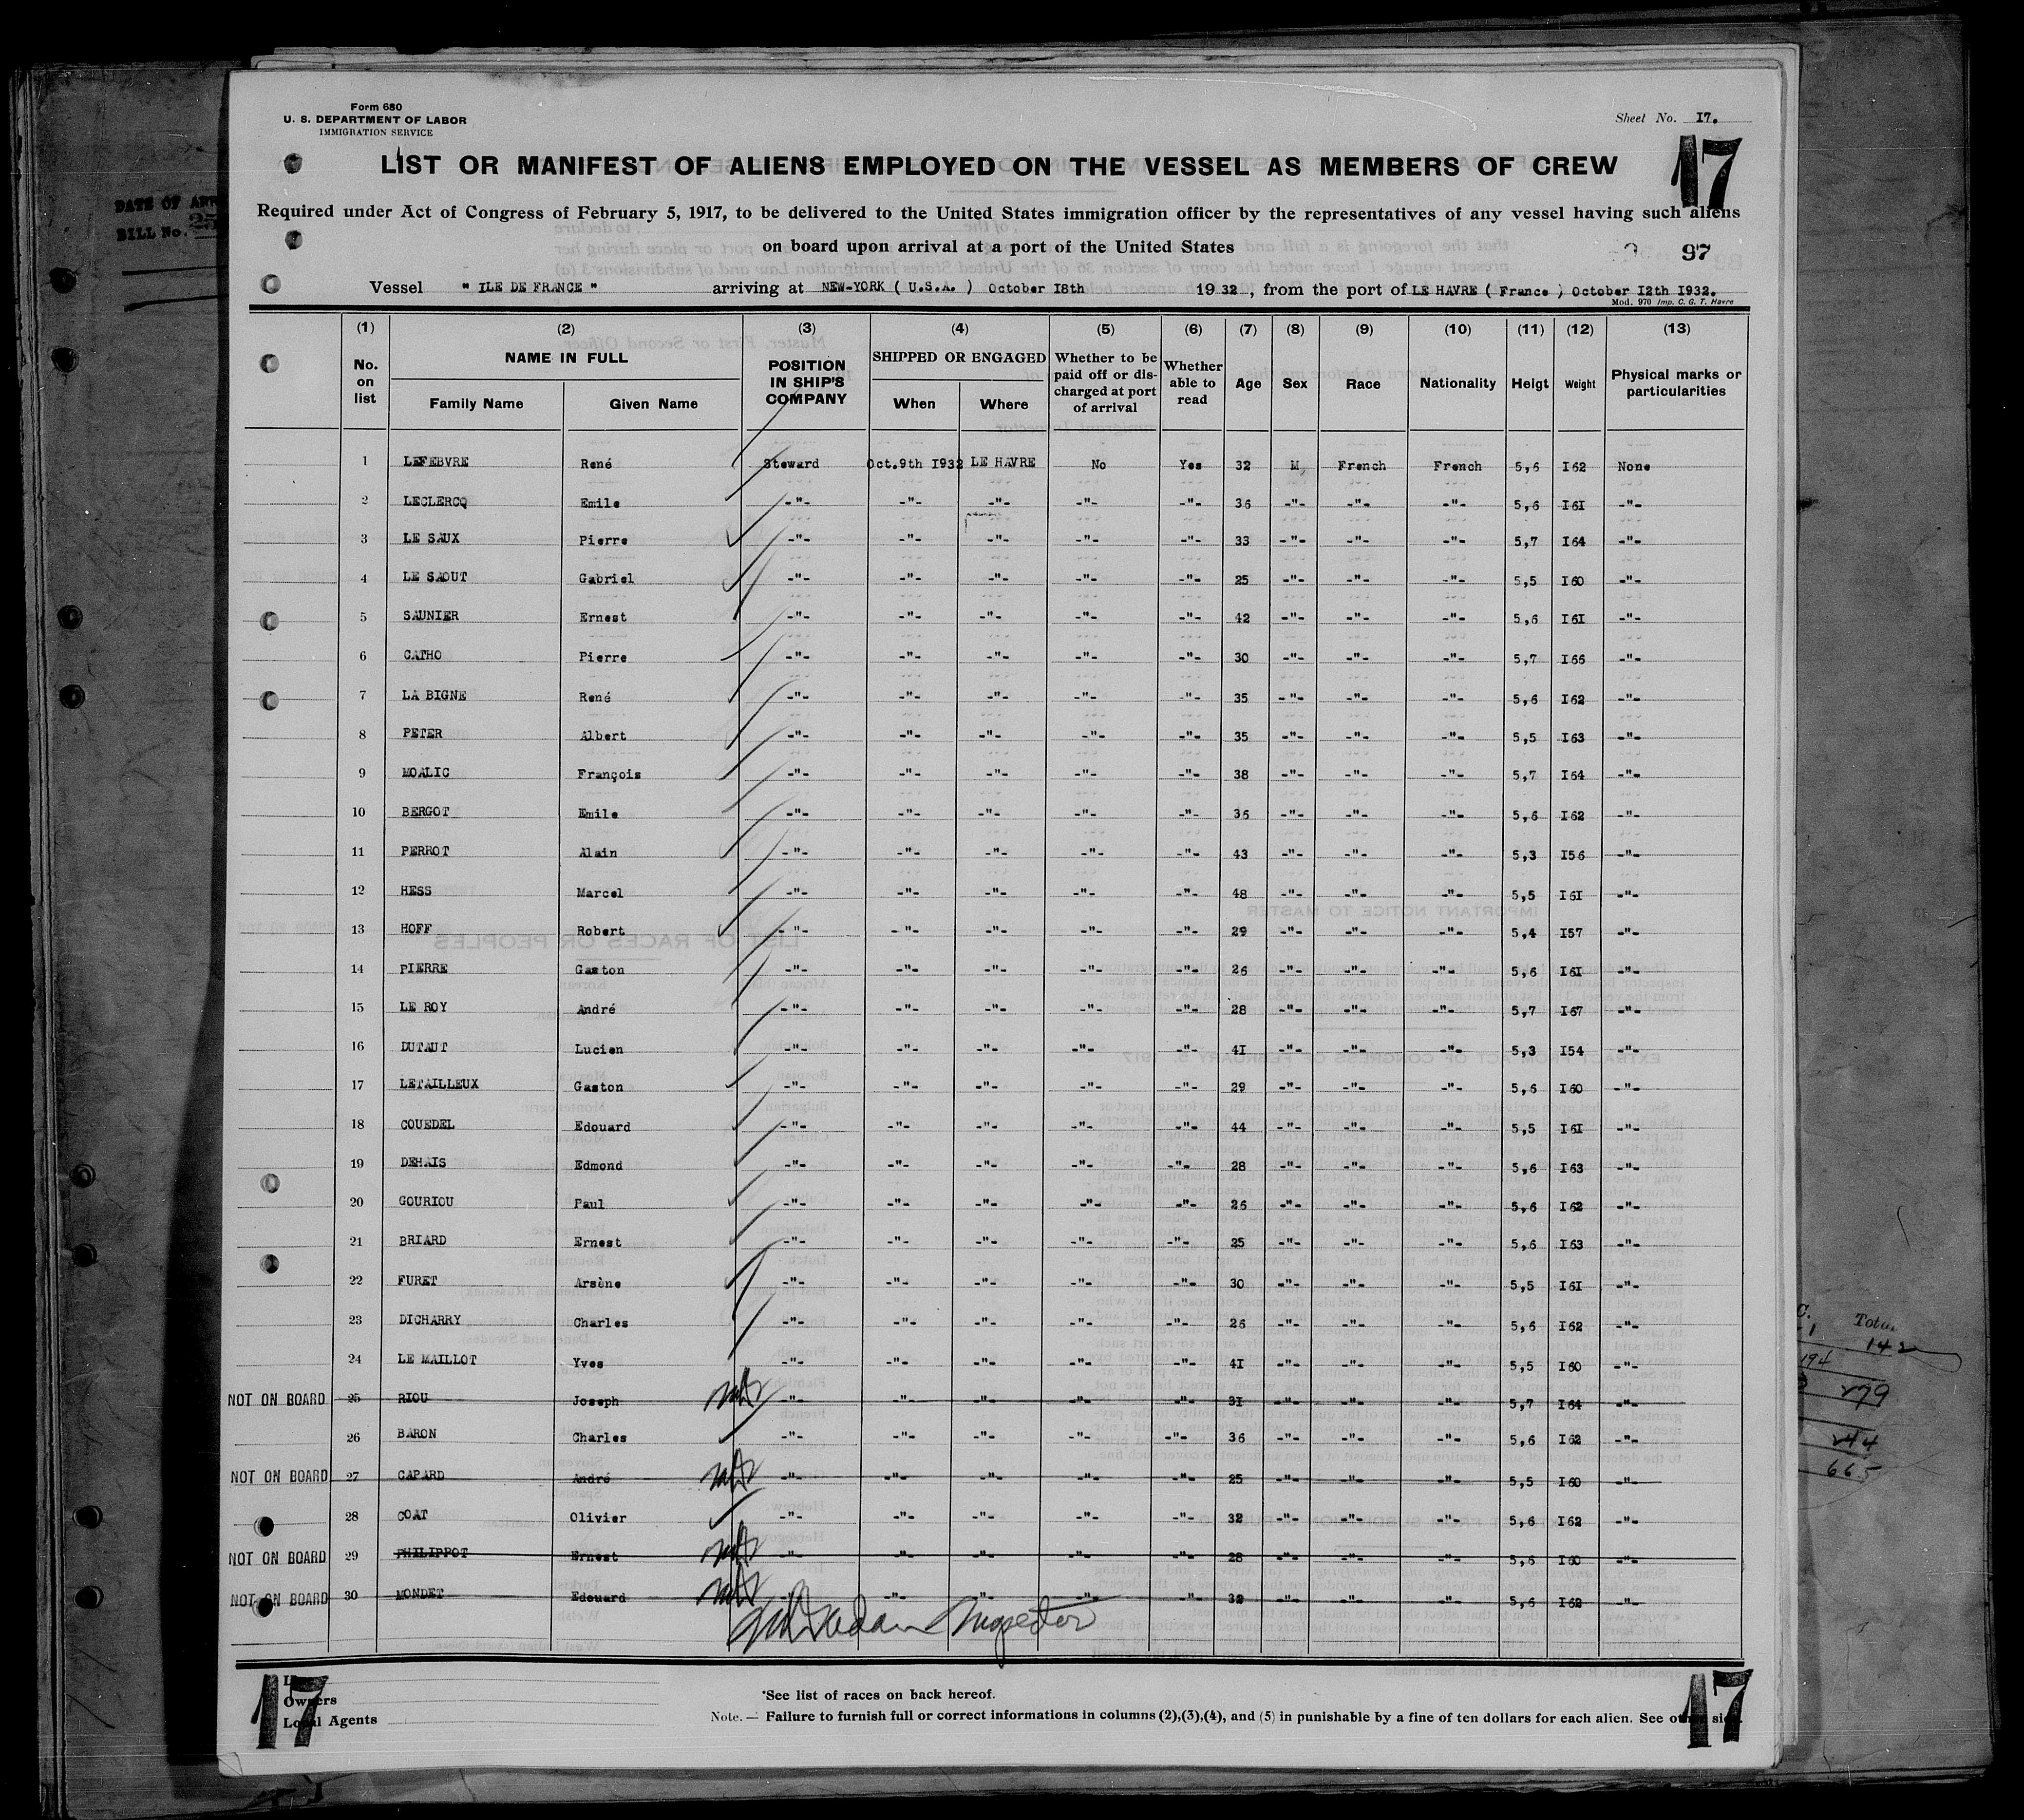 Form 680
U. S. DEPARTMENT OF LABOR
IMMIGRATION SERVICE
Sheet No. I7.
17
LIST OR MANIFEST OF ALIENS EMPLOYED ON THE VESSEL AS MEMBERS OF CREW
Required under Act of Congress of February 5, 1917, to be delivered to the United States immigration officer by the representatives of any vessel having such aliens
on board upon arrival at a port of the United States
97
Vessel " ILE DE FRANCE " arriving at NEW-YORK ( U.S.A. ) October I8th 1932, from the port of LE HAVRE ( France ) October I2th I932.
Mod. 970 Imp. C. G. T. Havre
(1) (2) (3) (4) (5) (6) (7) (8) (9) (10) (11) (12) (13)
No. on list NAME IN FULL Family Name Given Name POSITION IN SHIP'S COMPANY SHIPPED OR ENGAGED When Where Whether to be paid off or discharged at port of arrival Whether able to read Age Sex Race Nationality Heigt Weight Physical marks or particularities
1 LEFEBVRE René Steward Oct.9th I932 LE HAVRE No Yes 32 M French French 5,6 I62 None
2 LECLERCQ Emile -"- -"- -"- -"- -"- 36 -"- -"- -"- 5,6 I6I -"-
3 LE SAUX Pierre -"- -"- -"- -"- -"- 33 -"- -"- -"- 5,7 I64 -"-
4 LE SAOUT Gabriel -"- -"- -"- -"- -"- 25 -"- -"- -"- 5,5 I60 -"-
5 SAUNIER Ernest -"- -"- -"- -"- -"- 42 -"- -"- -"- 5,6 I6I -"-
6 CATHO Pierre -"- -"- -"- -"- -"- 30 -"- -"- -"- 5,7 I66 -"-
7 LA BIGNE René -"- -"- -"- -"- -"- 35 -"- -"- -"- 5,6 I62 -"-
8 PETER Albert -"- -"- -"- -"- -"- 35 -"- -"- -"- 5,5 I63 -"-
9 MOALIC François -"- -"- -"- -"- -"- 38 -"- -"- -"- 5,7 I64 -"-
10 BERGOT Emile -"- -"- -"- -"- -"- 36 -"- -"- -"- 5,6 I62 -"-
11 PERROT Alain -"- -"- -"- -"- -"- 43 -"- -"- -"- 5,3 I56 -"-
12 HESS Marcel -"- -"- -"- -"- -"- 48 -"- -"- -"- 5,5 I6I -"-
13 HOFF Robert -"- -"- -"- -"- -"- 29 -"- -"- -"- 5,4 I57 -"-
14 PIERRE Gaston -"- -"- -"- -"- -"- 26 -"- -"- -"- 5,6 I6I -"-
15 LE ROY André -"- -"- -"- -"- -"- 28 -"- -"- -"- 5,7 I67 -"-
16 DUTAUT Lucien -"- -"- -"- -"- -"- 4I -"- -"- -"- 5,3 I54 -"-
17 LETAILLEUX Gaston -"- -"- -"- -"- -"- 29 -"- -"- -"- 5,6 I60 -"-
18 COUEDEL Edouard -"- -"- -"- -"- -"- 44 -"- -"- -"- 5,5 I6I -"-
19 DEHAIS Edmond -"- -"- -"- -"- -"- 28 -"- -"- -"- 5,6 I63 -"-
20 GOURIOU Paul -"- -"- -"- -"- -"- 26 -"- -"- -"- 5,6 I62 -"-
21 BRIARD Ernest -"- -"- -"- -"- -"- 25 -"- -"- -"- 5,6 I63 -"-
22 FURET Arsène -"- -"- -"- -"- -"- 30 -"- -"- -"- 5,5 I6I -"-
23 DICHARRY Charles -"- -"- -"- -"- -"- 26 -"- -"- -"- 5,6 I62 -"-
24 LE MAILLOT Yves -"- -"- -"- -"- -"- 4I -"- -"- -"- 5,5 I60 -"-
NOT ON BOARD 25 RIOU Joseph -"- -"- -"- -"- -"- 3I -"- -"- -"- 5,7 I64 -"-
26 BARON Charles -"- -"- -"- -"- -"- 36 -"- -"- -"- 5,6 I62 -"-
NOT ON BOARD 27 CAPARD André -"- -"- -"- -"- -"- 25 -"- -"- -"- 5,5 I60 -"-
28 COAT Olivier -"- -"- -"- -"- -"- 32 -"- -"- -"- 5,6 I62 -"-
NOT ON BOARD 29 PHILIPPOT Ernest -"- -"- -"- -"- -"- 28 -"- -"- -"- 5,6 I60 -"-
NOT ON BOARD 30 MONDET Edouard -"- -"- -"- -"- -"- 32 -"- -"- -"- 5,6 I62 -"-
Inspector
17
Owners
Local Agents
*See list of races on back hereof.
Note. — Failure to furnish full or correct informations in columns (2),(3),(4), and (5) in punishable by a fine of ten dollars for each alien. See other side.
17
DATE OF
BILL No. 25
Total
142
194
279
244
665